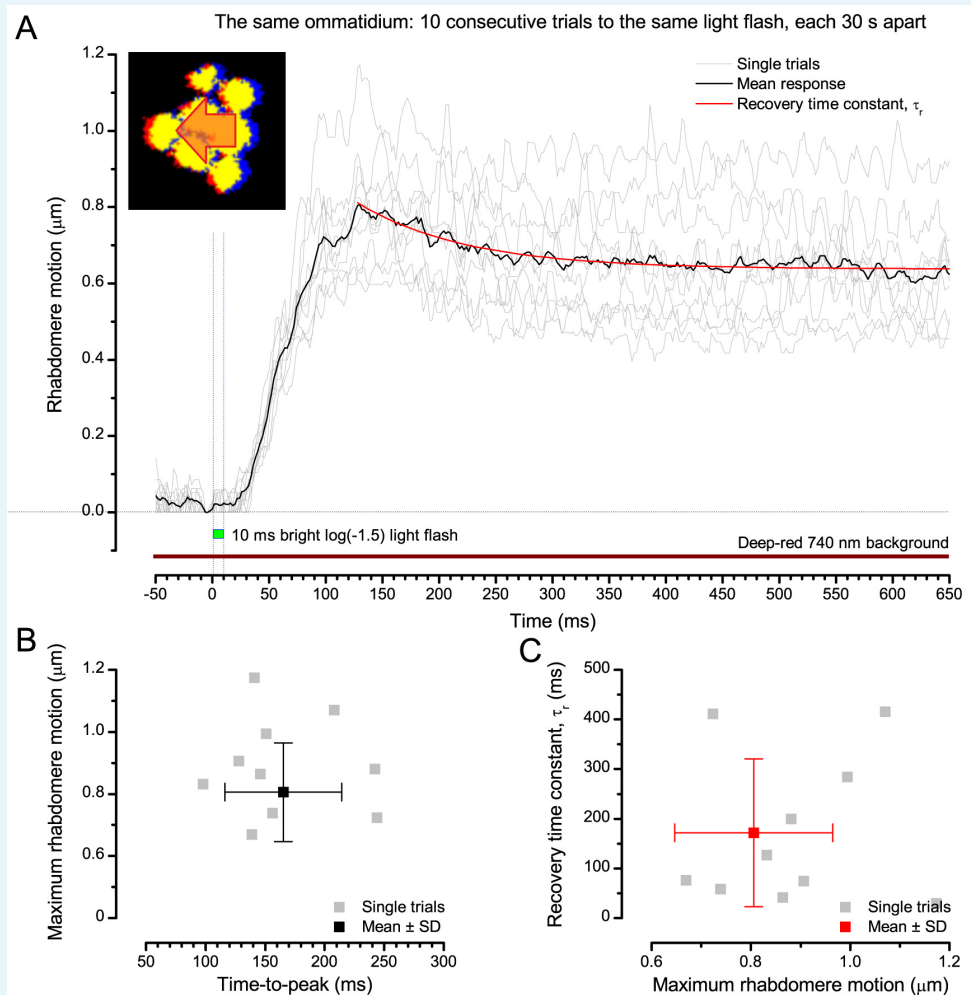 A
The same ommatidium: 10 consecutive trials to the same light flash, each 30 s apart
Single trials
Mean response
Recovery time constant, τr
Rhabdomere motion (μm)
1.2
1.0
0.8
0.6
0.4
0.2
0.0
10 ms bright log(-1.5) light flash
Deep-red 740 nm background
-50 0 50 100 150 200 250 300 350 400 450 500 550 600 650
Time (ms)
B
Maximum rhabdomere motion (μm)
1.2
1.0
0.8
0.6
0
Single trials
Mean ± SD
50 100 150 200 250 300
Time-to-peak (ms)
C
Recovery time constant, τr (ms)
500
400
300
200
100
0
Single trials
Mean ± SD
0.6 0.8 1.0 1.2
Maximum rhabdomere motion (μm)